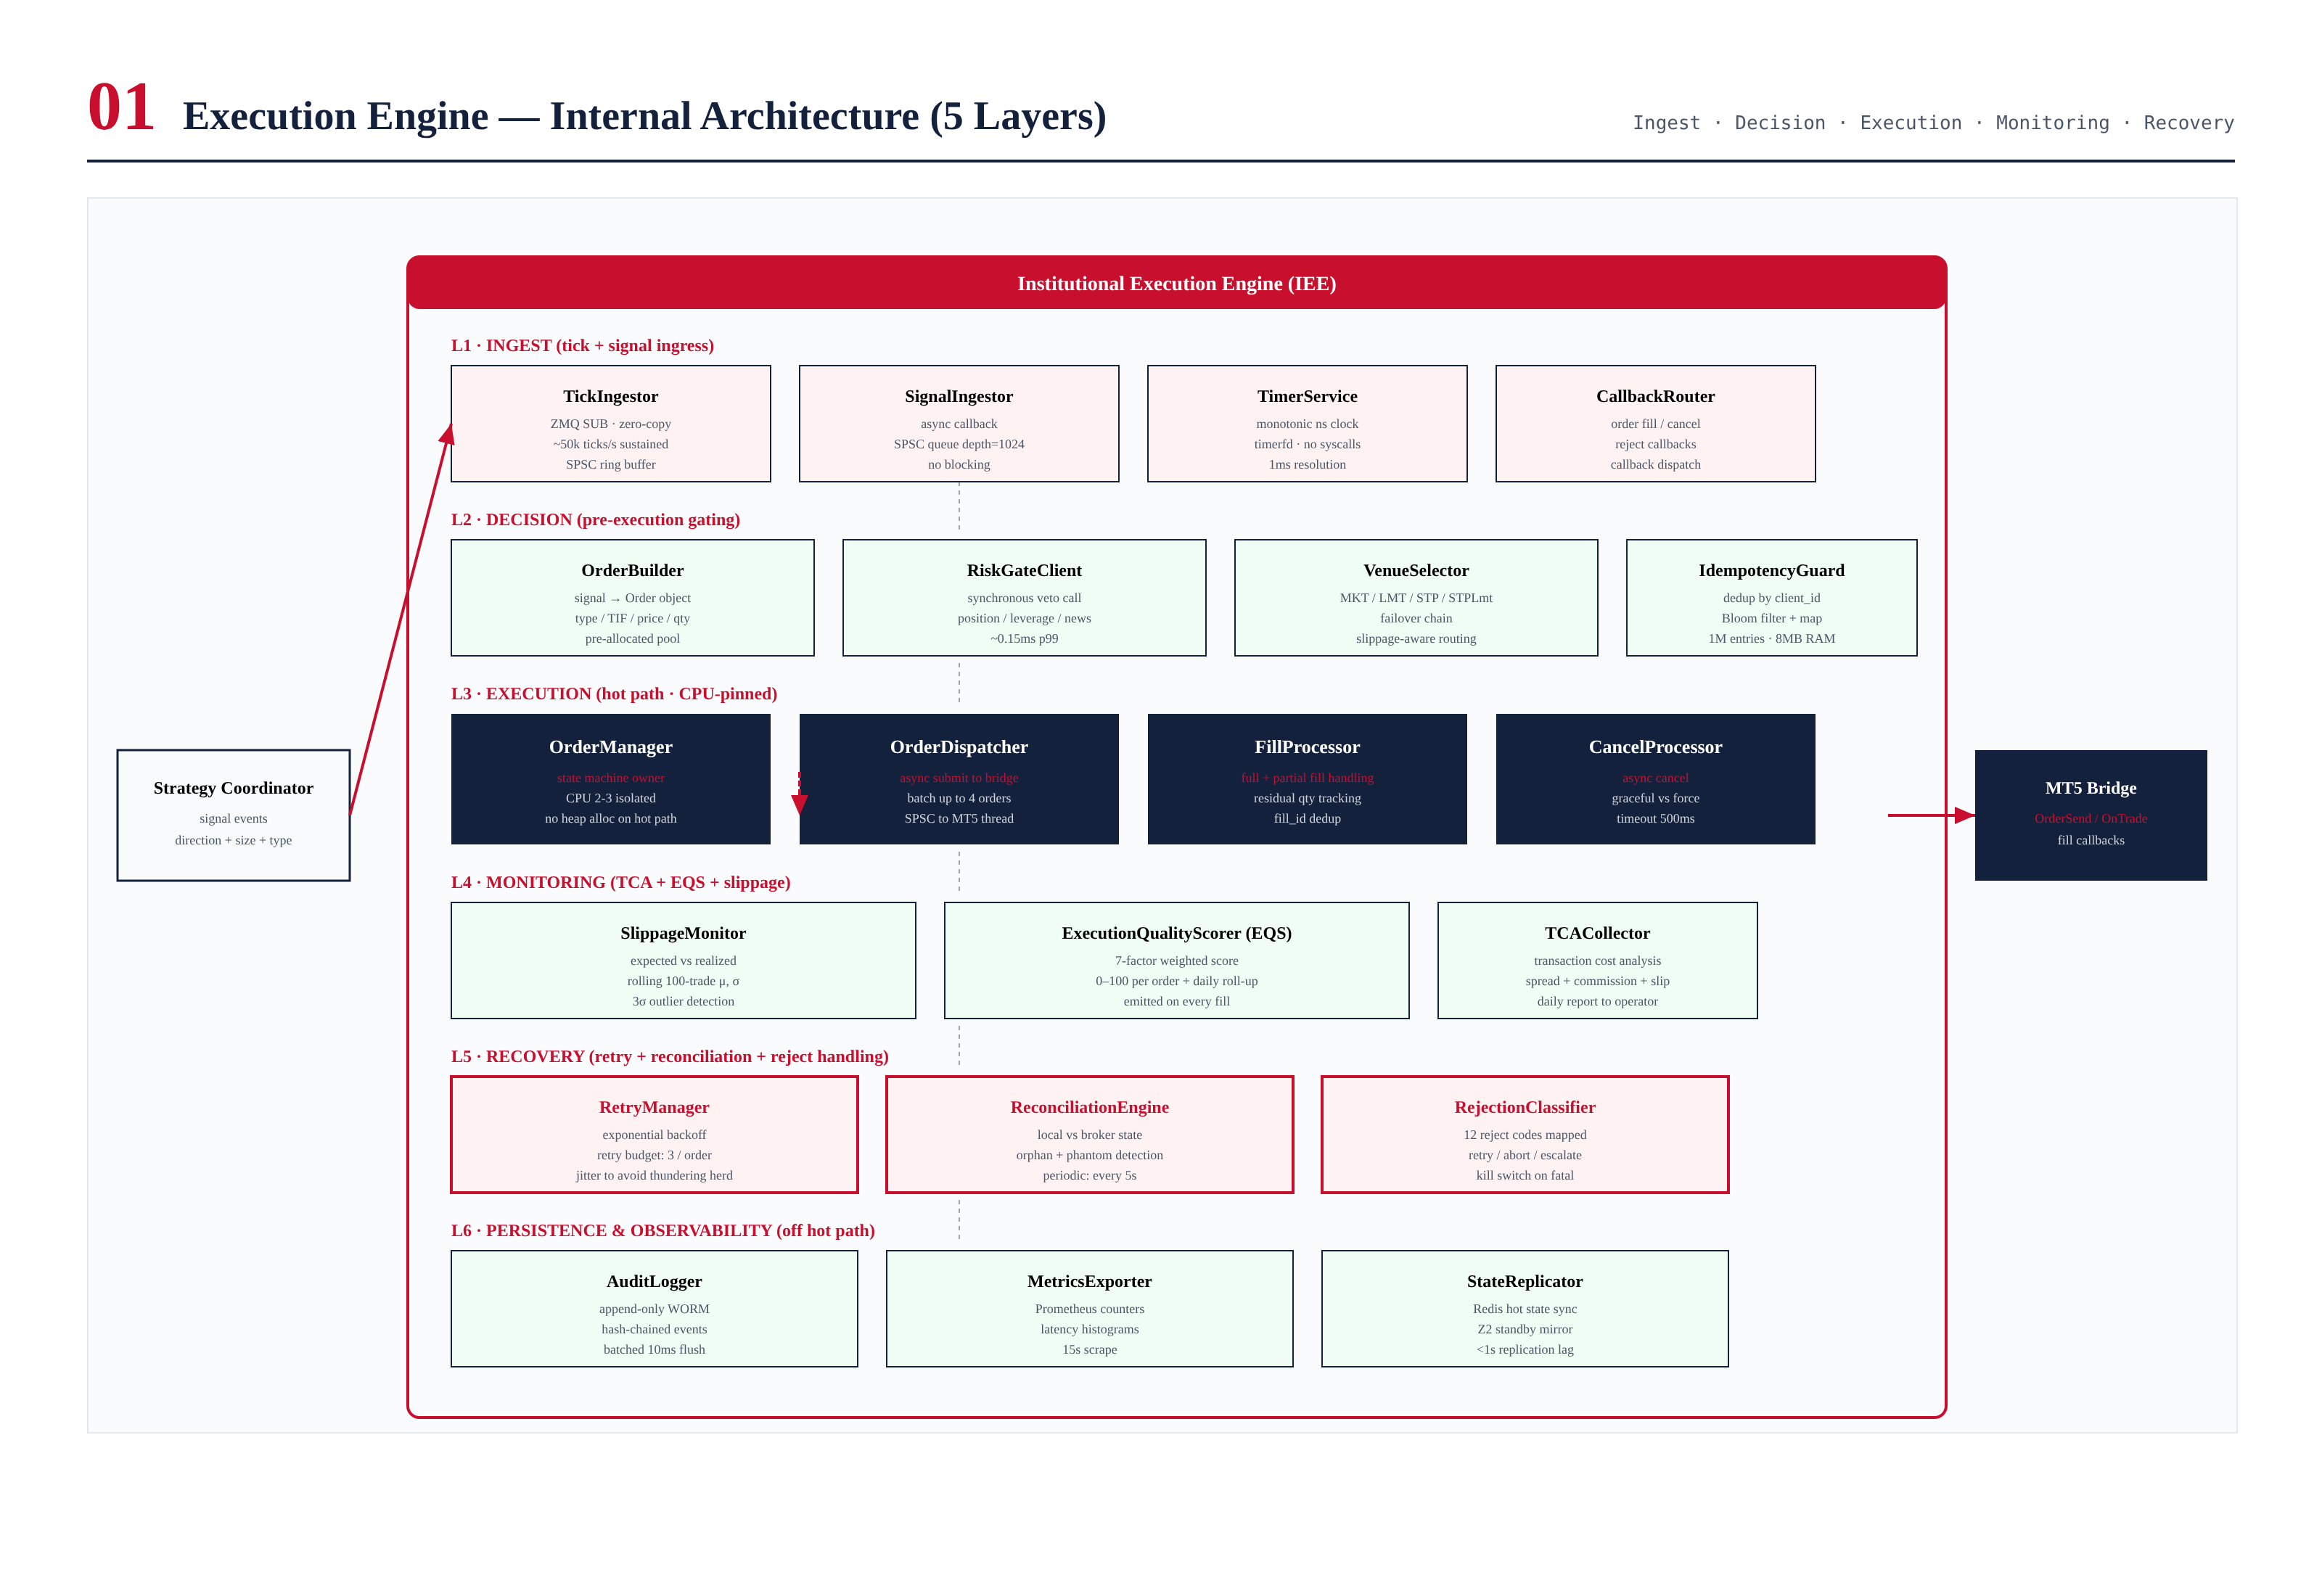 01 Execution Engine — Internal Architecture (5 Layers)
Ingest · Decision · Execution · Monitoring · Recovery
Institutional Execution Engine (IEE)
L1 · INGEST (tick + signal ingress)
TickIngestor
ZMQ SUB · zero-copy
~50k ticks/s sustained
SPSC ring buffer
SignalIngestor
async callback
SPSC queue depth=1024
no blocking
TimerService
monotonic ns clock
timerfd · no syscalls
1ms resolution
CallbackRouter
order fill / cancel
reject callbacks
callback dispatch
L2 · DECISION (pre-execution gating)
OrderBuilder
signal → Order object
type / TIF / price / qty
pre-allocated pool
RiskGateClient
synchronous veto call
position / leverage / news
~0.15ms p99
VenueSelector
MKT / LMT / STP / STPLmt
failover chain
slippage-aware routing
IdempotencyGuard
dedup by client_id
Bloom filter + map
1M entries · 8MB RAM
L3 · EXECUTION (hot path · CPU-pinned)
OrderManager
state machine owner
CPU 2-3 isolated
no heap alloc on hot path
OrderDispatcher
async submit to bridge
batch up to 4 orders
SPSC to MT5 thread
FillProcessor
full + partial fill handling
residual qty tracking
fill_id dedup
CancelProcessor
async cancel
graceful vs force
timeout 500ms
Strategy Coordinator
signal events
direction + size + type
MT5 Bridge
OrderSend / OnTrade
fill callbacks
L4 · MONITORING (TCA + EQS + slippage)
SlippageMonitor
expected vs realized
rolling 100-trade μ, σ
3σ outlier detection
ExecutionQualityScorer (EQS)
7-factor weighted score
0–100 per order + daily roll-up
emitted on every fill
TCACollector
transaction cost analysis
spread + commission + slip
daily report to operator
L5 · RECOVERY (retry + reconciliation + reject handling)
RetryManager
exponential backoff
retry budget: 3 / order
jitter to avoid thundering herd
ReconciliationEngine
local vs broker state
orphan + phantom detection
periodic: every 5s
RejectionClassifier
12 reject codes mapped
retry / abort / escalate
kill switch on fatal
L6 · PERSISTENCE & OBSERVABILITY (off hot path)
AuditLogger
append-only WORM
hash-chained events
batched 10ms flush
MetricsExporter
Prometheus counters
latency histograms
15s scrape
StateReplicator
Redis hot state sync
Z2 standby mirror
<1s replication lag